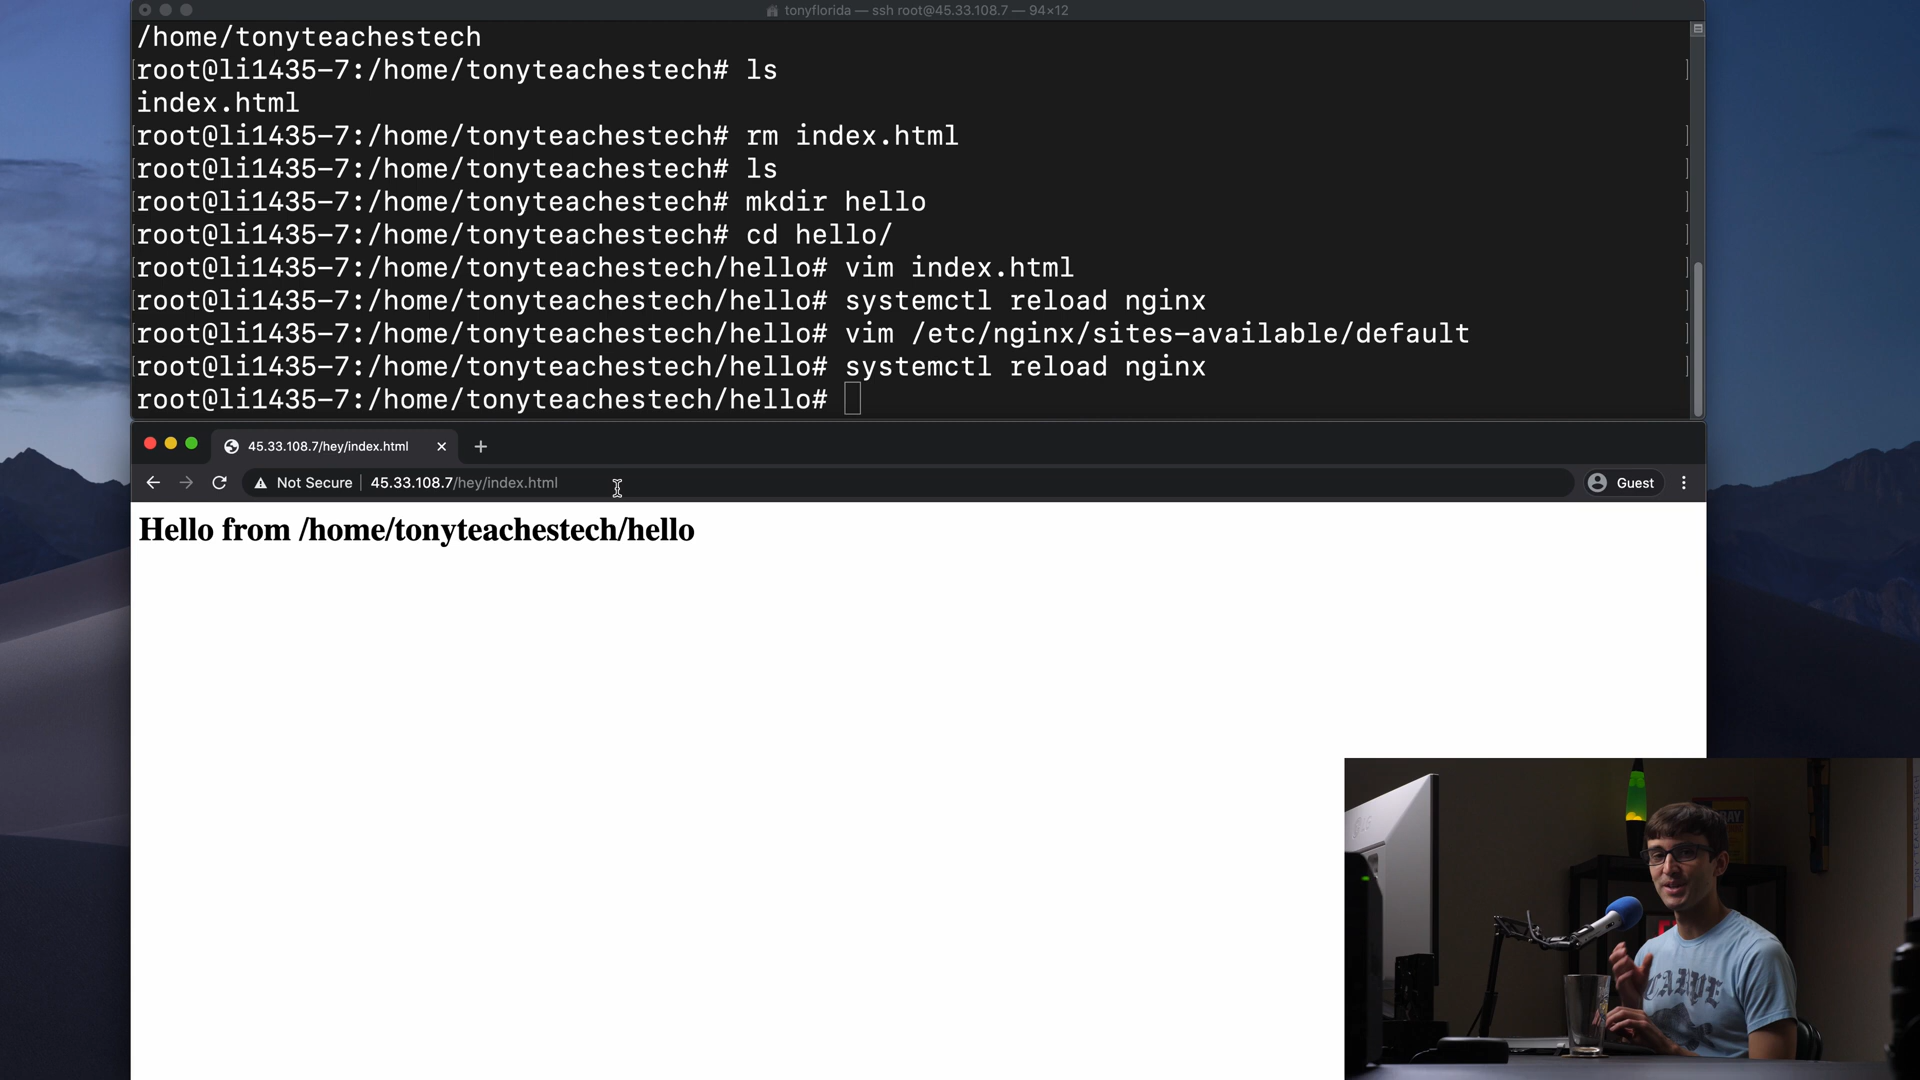 tonyflorida — ssh root@45.33.108.7 — 94×12
/home/tonyteachestech
root@li1435-7:/home/tonyteachestech# ls
index.html
root@li1435-7:/home/tonyteachestech# rm index.html
root@li1435-7:/home/tonyteachestech# ls
root@li1435-7:/home/tonyteachestech# mkdir hello
root@li1435-7:/home/tonyteachestech# cd hello/
root@li1435-7:/home/tonyteachestech/hello# vim index.html
root@li1435-7:/home/tonyteachestech/hello# systemctl reload nginx
root@li1435-7:/home/tonyteachestech/hello# vim /etc/nginx/sites-available/default
root@li1435-7:/home/tonyteachestech/hello# systemctl reload nginx
root@li1435-7:/home/tonyteachestech/hello#
45.33.108.7/hey/index.html
Not Secure 45.33.108.7/hey/index.html
Guest
Hello from /home/tonyteachestech/hello
CARPE